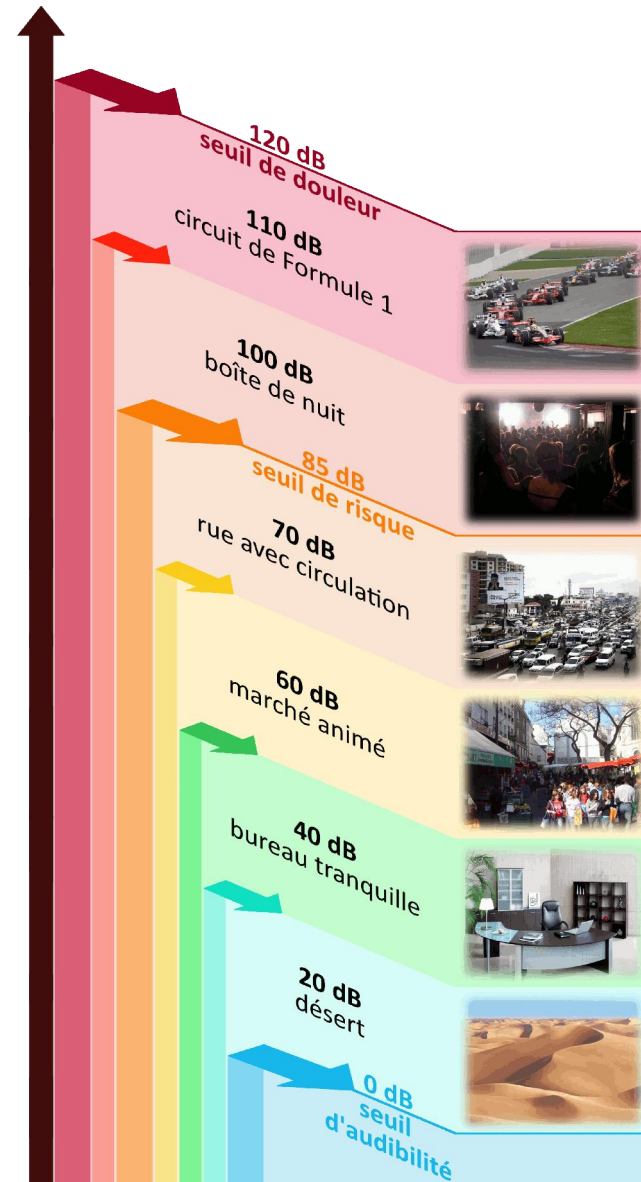 120 dB
seuil de douleur
110 dB
circuit de Formule 1
100 dB
boîte de nuit
85 dB
seuil de risque
70 dB
rue avec circulation
60 dB
marché animé
40 dB
bureau tranquille
20 dB
désert
0 dB
seuil
d'audibilité